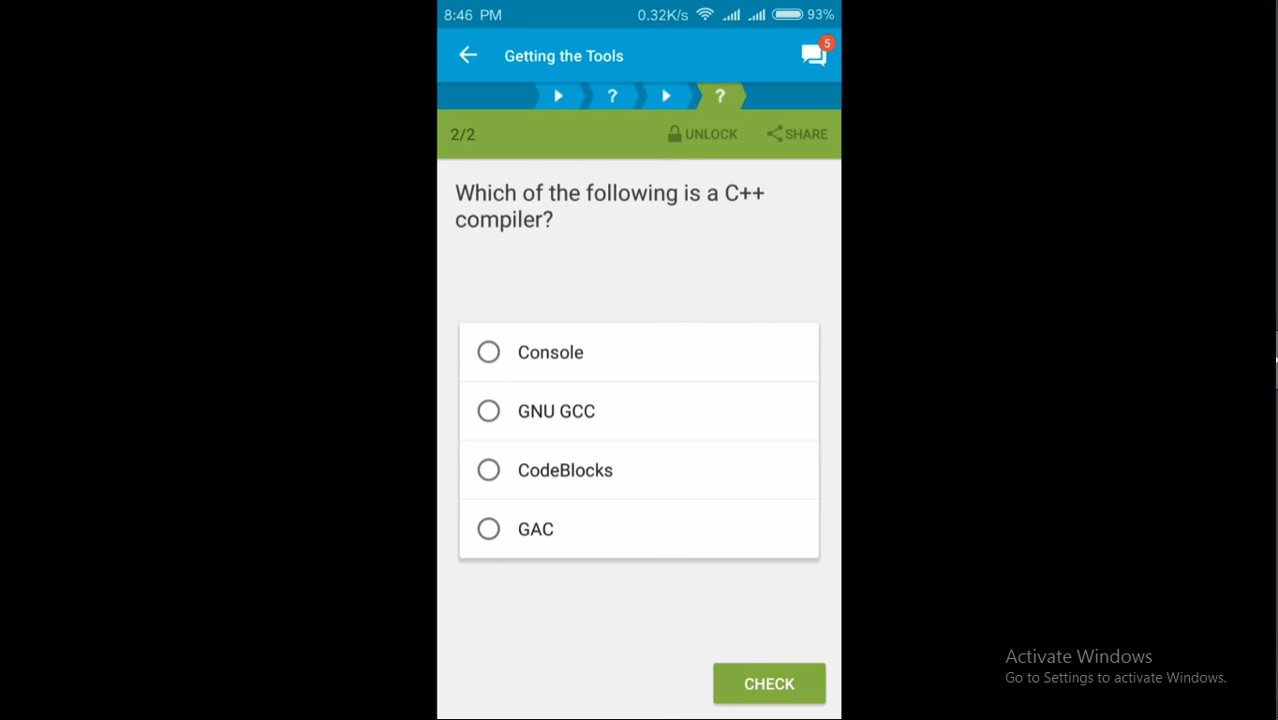 8:46 PM 0.32K/s 93%
Getting the Tools 5
? ?
2/2 UNLOCK SHARE
Which of the following is a C++
compiler?
Console
GNU GCC
CodeBlocks
GAC
CHECK
Activate Windows
Go to Settings to activate Windows.